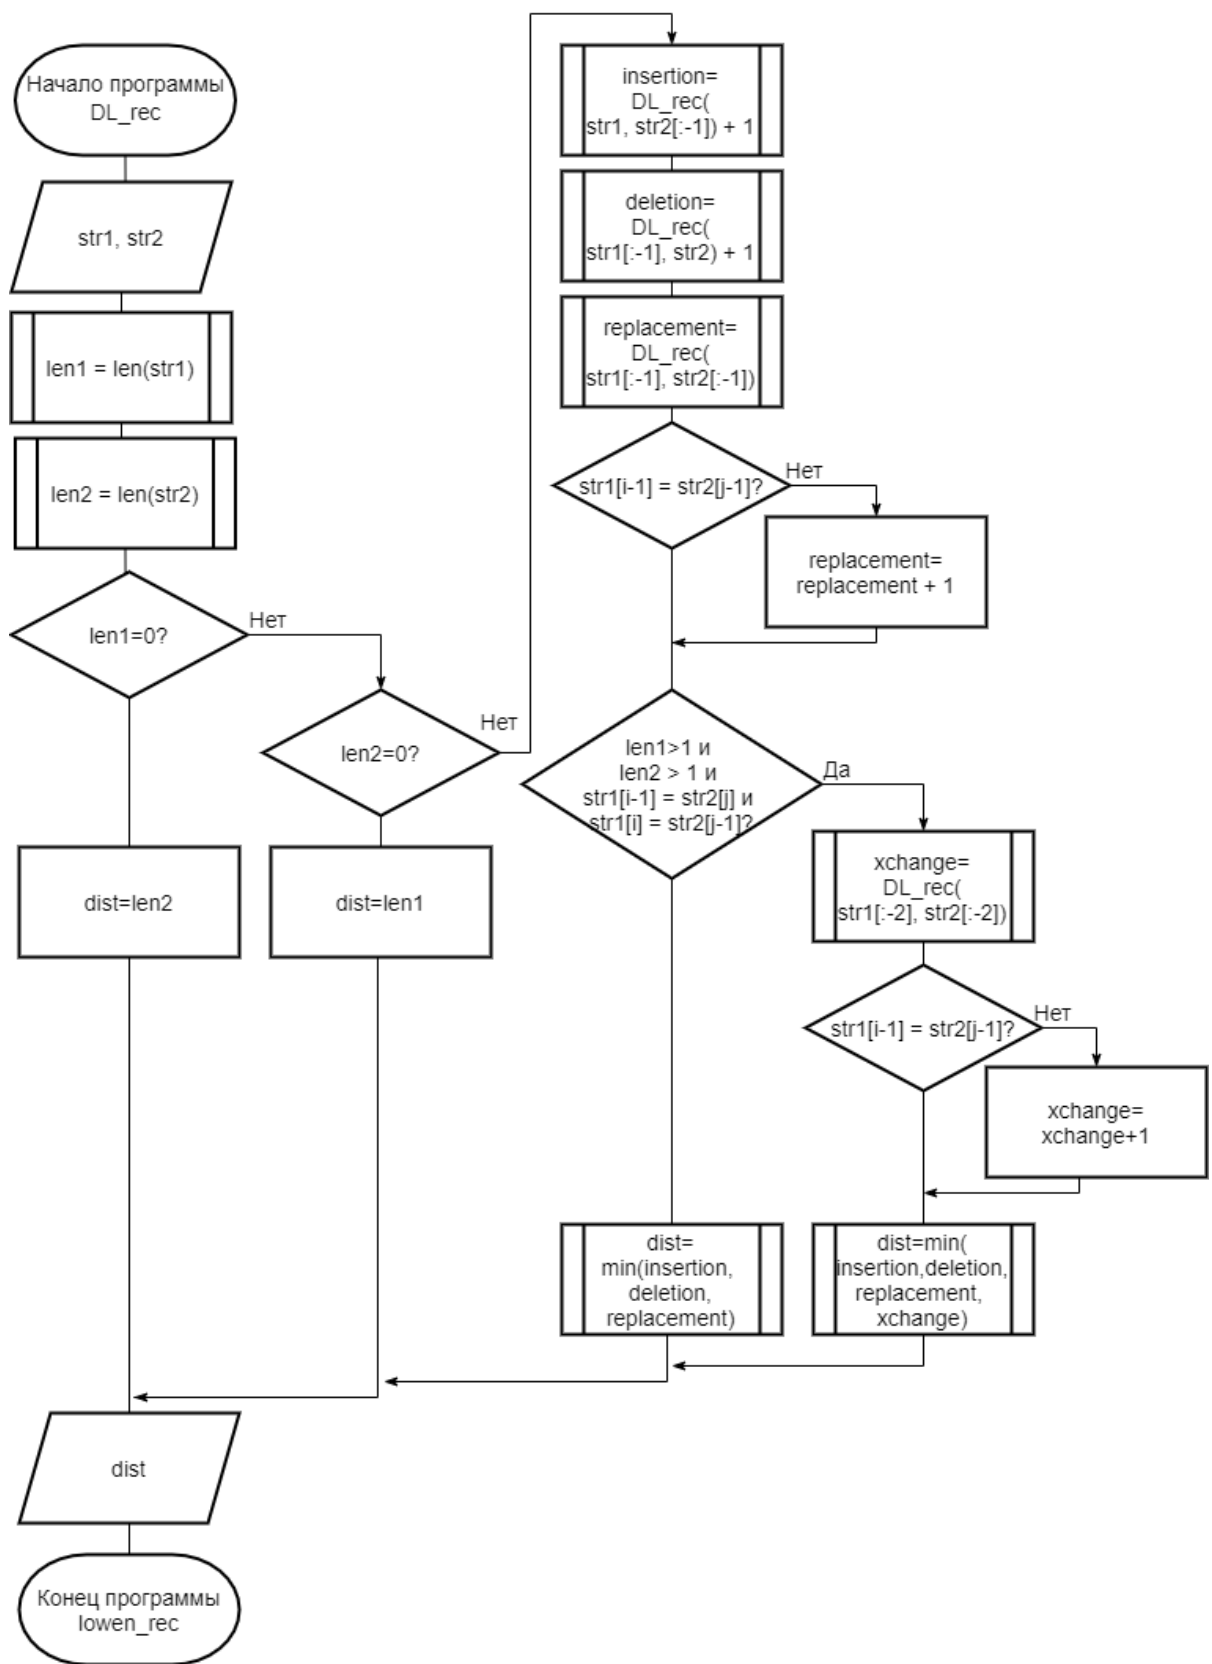 Начало программы
DL_rec
str1, str2
len1 = len(str1)
len2 = len(str2)
len1=0?
Нет
len2=0?
Нет
dist=len2
dist=len1
insertion=
DL_rec(
str1, str2[:-1]) + 1
deletion=
DL_rec(
str1[:-1], str2) + 1
replacement=
DL_rec(
str1[:-1], str2[:-1])
str1[i-1] = str2[j-1]?
Нет
replacement=
replacement + 1
len1>1 и
len2 > 1 и
str1[i-1] = str2[j] и
str1[i] = str2[j-1]?
Да
xchange=
DL_rec(
str1[:-2], str2[:-2])
str1[i-1] = str2[j-1]?
Нет
xchange=
xchange+1
dist=
min(insertion,
deletion,
replacement)
dist=min(
insertion,deletion,
replacement,
xchange)
dist
Конец программы
lowen_rec